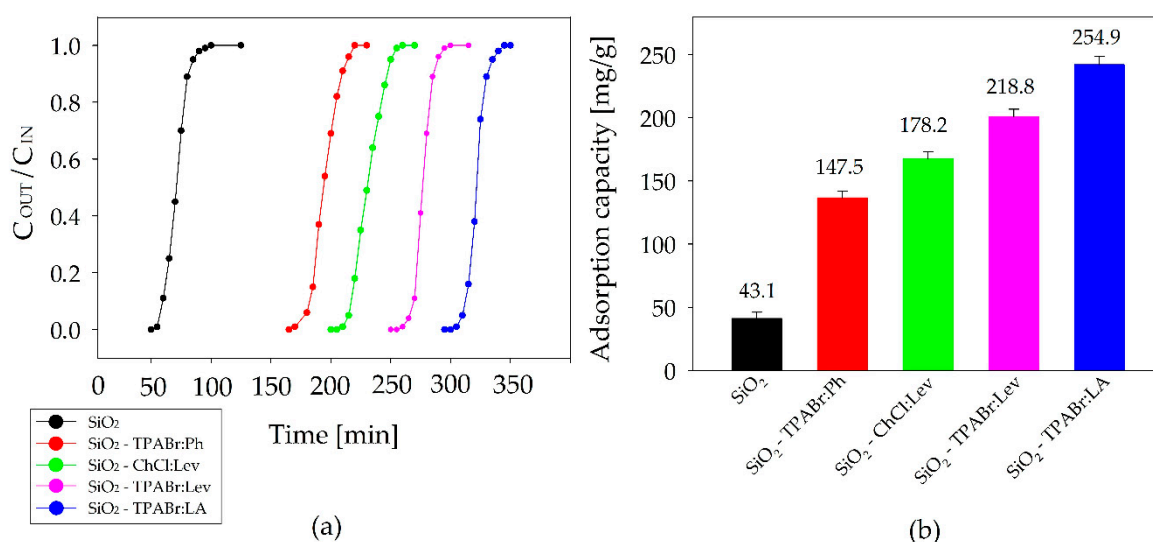 1.0
0.8
0.6
0.4
0.2
0.0
C_OUT / C_IN
0 50 100 150 200 250 300 350
Time [min]
SiO₂
SiO₂ - TPABr:Ph
SiO₂ - ChCl:Lev
SiO₂ - TPABr:Lev
SiO₂ - TPABr:LA
(a)
250
200
150
100
50
0
Adsorption capacity [mg/g]
43.1
147.5
178.2
218.8
254.9
SiO₂
SiO₂ - TPABr:Ph
SiO₂ - ChCl:Lev
SiO₂ - TPABr:Lev
SiO₂ - TPABr:LA
(b)